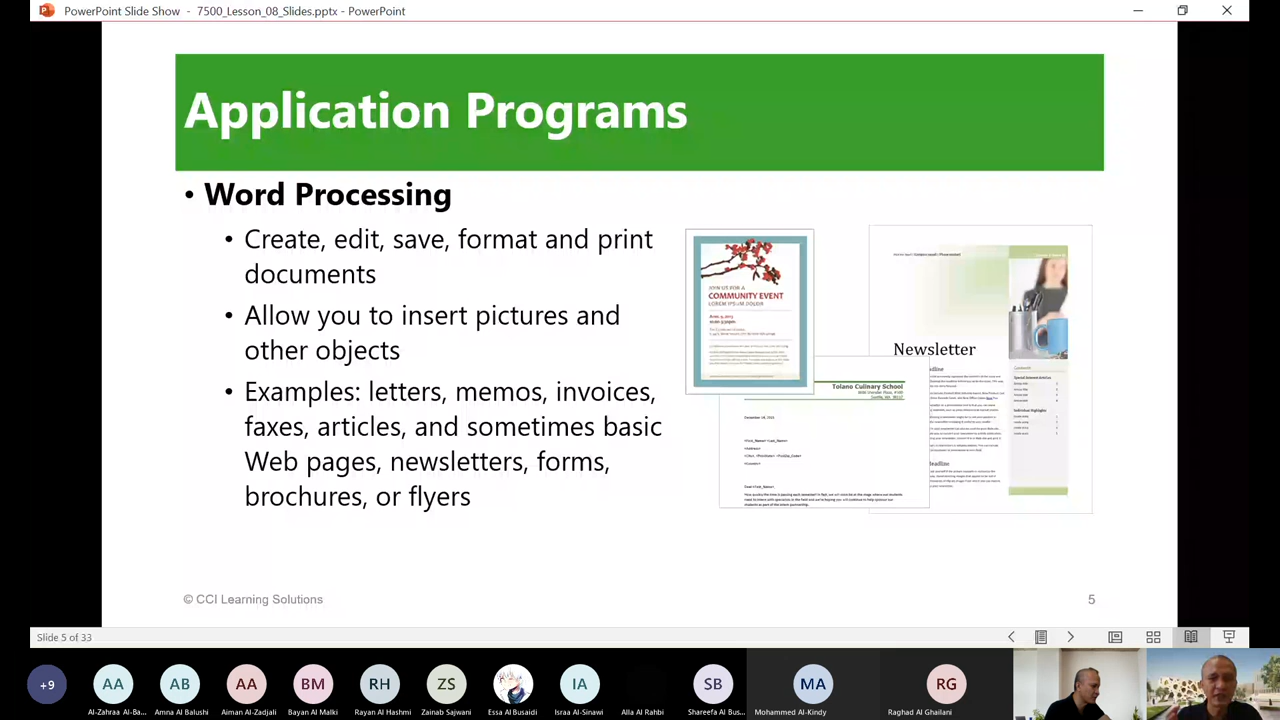 PowerPoint Slide Show - 7500_Lesson_08_Slides.pptx - PowerPoint
Application Programs
• Word Processing
• Create, edit, save, format and print
documents
• Allow you to insert pictures and
other objects
Examples: letters, memos, invoices,
faxes articles, and sometimes basic
Web pages, newsletters, forms,
brochures, or flyers
JOIN US FOR A
COMMUNITY EVENT
LOREM IPSUM DOLOR
Newsletter
Tolano Culinary School
© CCI Learning Solutions
5
Slide 5 of 33
+9
AA
AB
AA
BM
RH
ZS
IA
SB
MA
RG
Al-Zahraa Al-Ba...
Amna Al Balushi
Aiman Al-Zadjali
Bayan Al Malki
Rayan Al Hashmi
Zainab Sajwani
Essa Al Busaidi
Israa Al-Sinawi
Alla Al Rahbi
Shareefa Al Bus...
Mohammed Al-Kindy
Raghad Al Ghailani